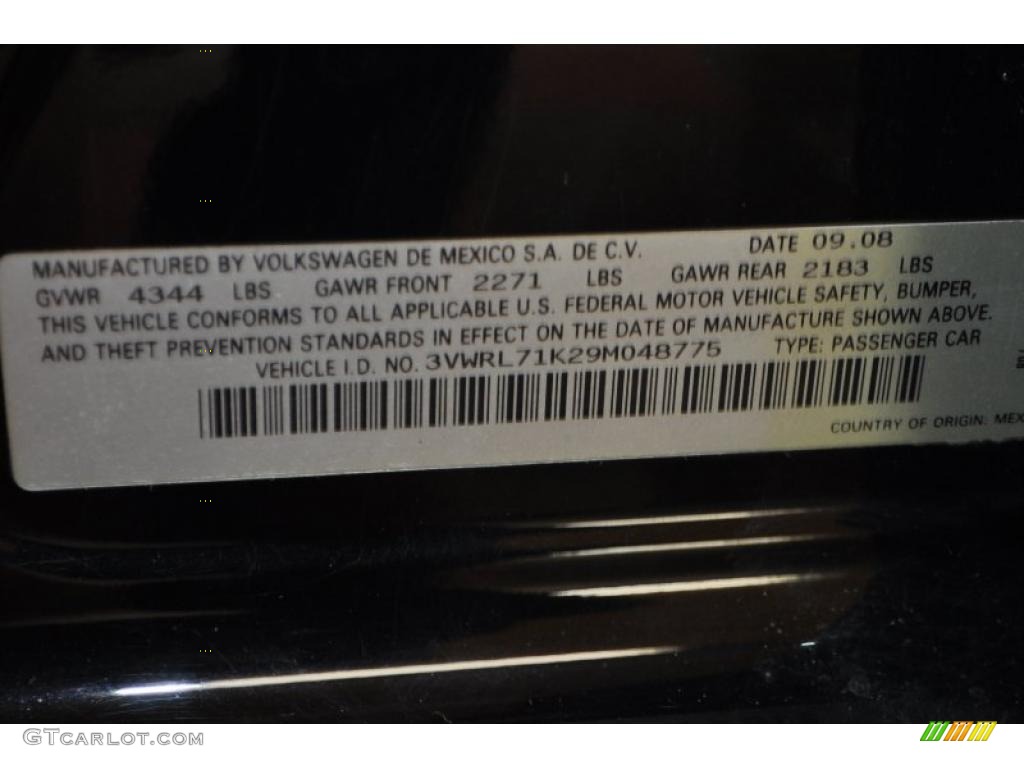 MANUFACTURED BY VOLKSWAGEN DE MEXICO S.A. DE C.V. DATE 09.08
GVWR 4344 LBS GAWR FRONT 2271 LBS GAWR REAR 2183 LBS
THIS VEHICLE CONFORMS TO ALL APPLICABLE U.S. FEDERAL MOTOR VEHICLE SAFETY, BUMPER,
AND THEFT PREVENTION STANDARDS IN EFFECT ON THE DATE OF MANUFACTURE SHOWN ABOVE.
VEHICLE I.D. NO. 3VWRL71K29M048775 TYPE: PASSENGER CAR
COUNTRY OF ORIGIN: MEX
GTCARLOT.COM